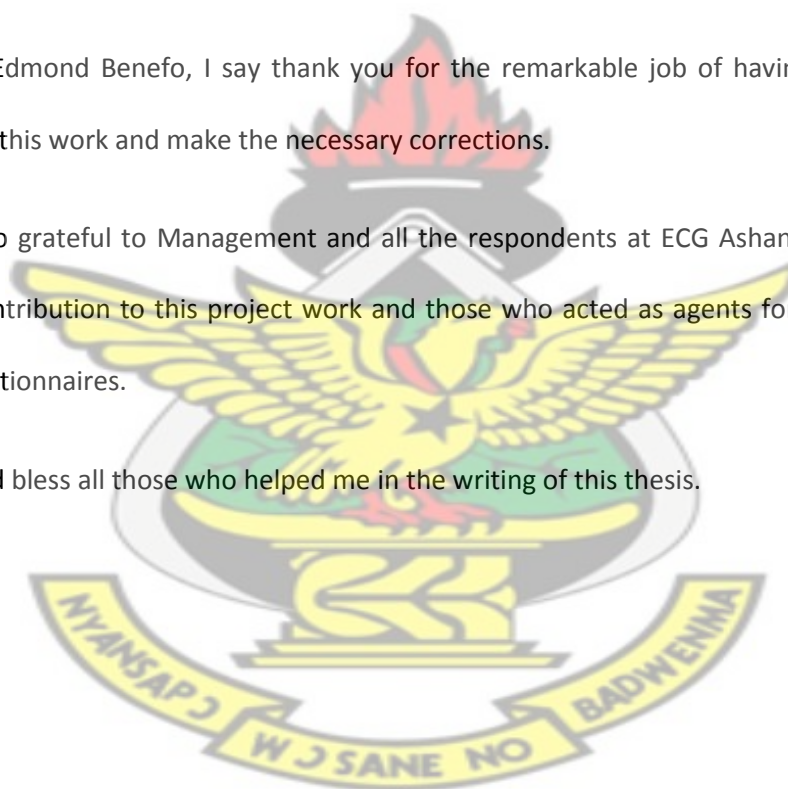 Edmond Benefo, I say thank you for the remarkable job of havin
this work and make the necessary corrections.
o grateful to Management and all the respondents at ECG Ashan
ntribution to this project work and those who acted as agents fo
tionnaires.
d bless all those who helped me in the writing of this thesis.
NYANSAPƆ
WƆ SANE NO
BADWENMA